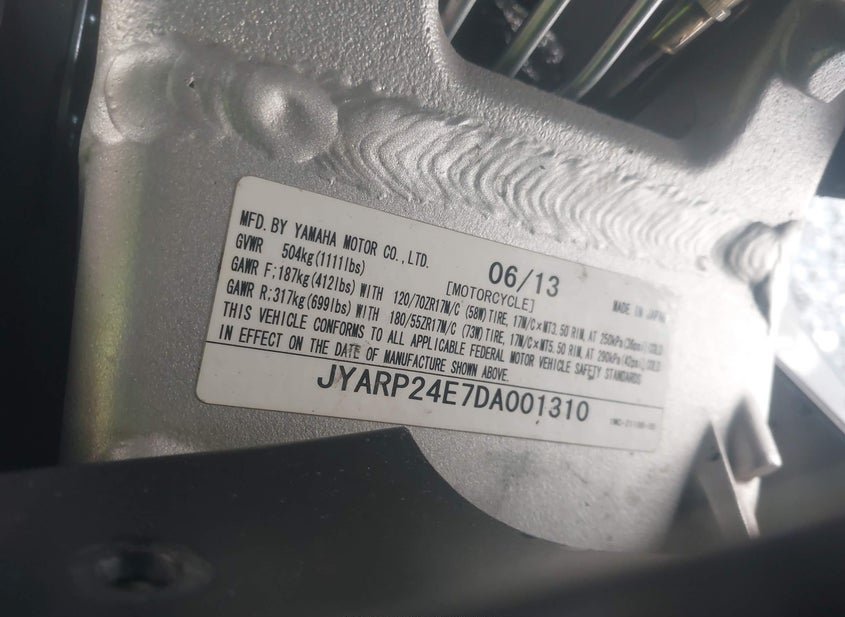 MFD. BY YAMAHA MOTOR CO.,LTD. 06/13 MADE IN JAPAN
GVWR 504kg(1111lbs) [MOTORCYCLE]
GAWR F:187kg(412lbs) WITH 120/70ZR17M/C (58W) TIRE, 17M/C×MT3.50 RIM, AT 250kPa(36psi) COLD
GAWR R:317kg(699lbs) WITH 180/55ZR17M/C (73W) TIRE, 17M/C×MT5.50 RIM, AT 290kPa(42psi) COLD
THIS VEHICLE CONFORMS TO ALL APPLICABLE FEDERAL MOTOR VEHICLE SAFETY STANDARDS
IN EFFECT ON THE DATE OF MANUFACTURE SHOWN ABOVE.
JYARP24E7DA001310